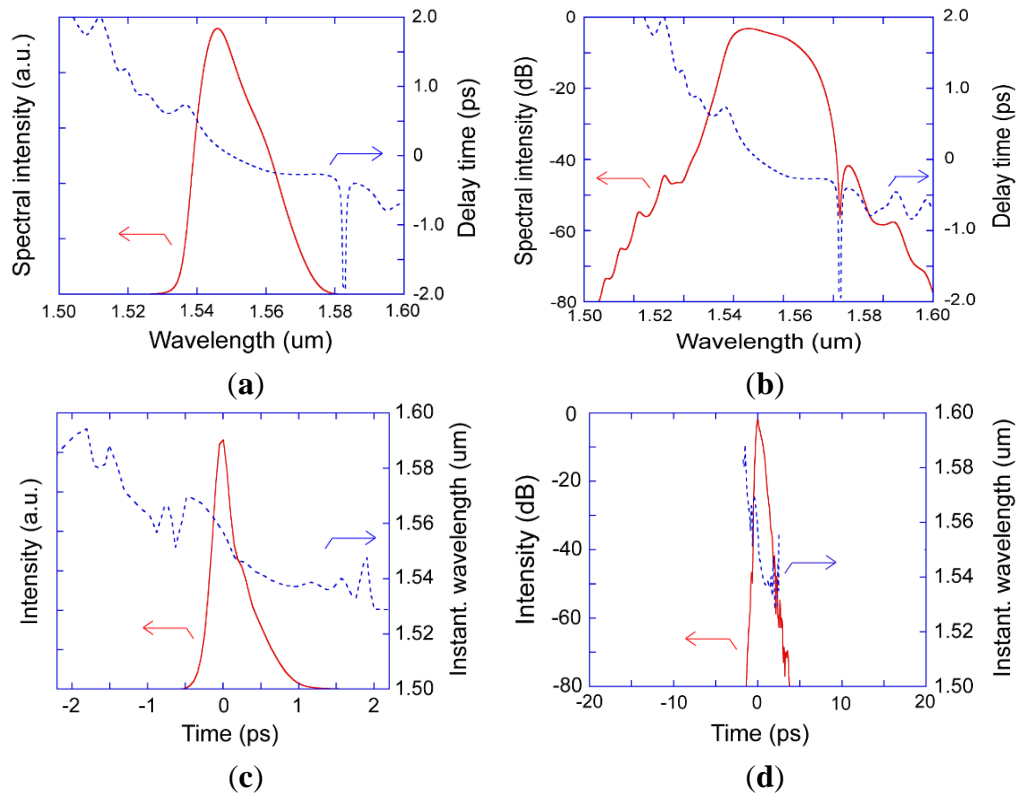 Spectral intensity (a.u.)
2.0
1.0
0
-1.0
-2.0
Delay time (ps)
1.50 1.52 1.54 1.56 1.58 1.60
Wavelength (um)
(a)
Spectral intensity (dB)
0
-20
-40
-60
-80
2.0
1.0
0
-1.0
-2.0
Delay time (ps)
1.50 1.52 1.54 1.56 1.58 1.60
Wavelength (um)
(b)
Intensity (a.u.)
1.60
1.58
1.56
1.54
1.52
1.50
Instant. wavelength (um)
-2 -1 0 1 2
Time (ps)
(c)
Intensity (dB)
0
-20
-40
-60
-80
1.60
1.58
1.56
1.54
1.52
1.50
Instant. wavelength (um)
-20 -10 0 10 20
Time (ps)
(d)